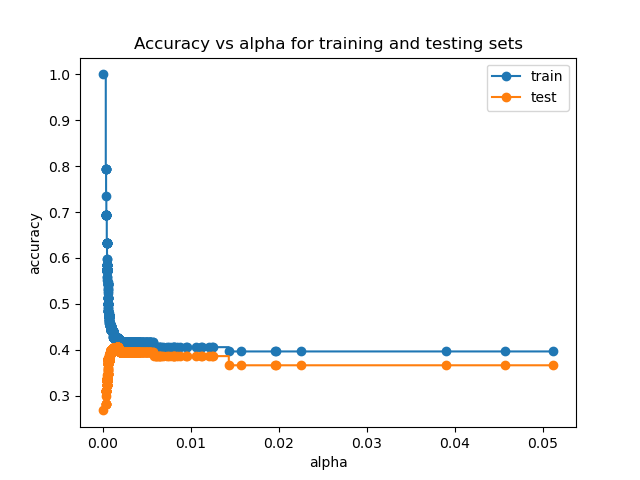 Accuracy vs alpha for training and testing sets
train
test
1.0
0.9
0.8
0.7
0.6
0.5
0.4
0.3
accuracy
0.00 0.01 0.02 0.03 0.04 0.05
alpha